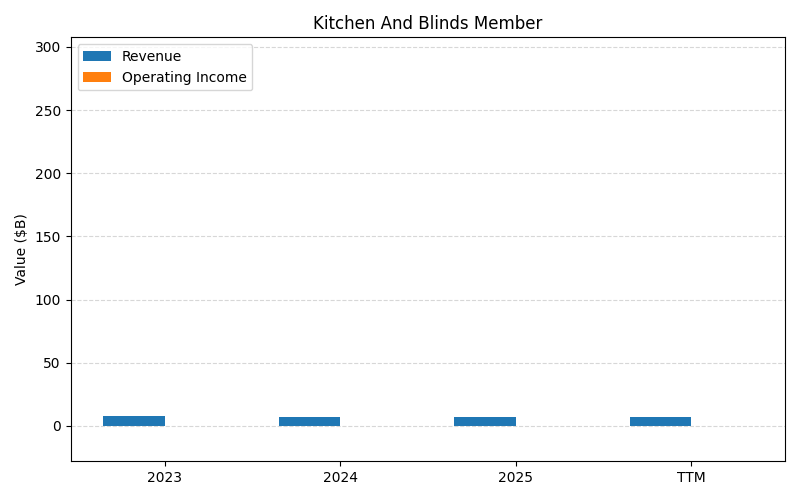 Kitchen And Blinds Member
Revenue
Operating Income
Value ($B)
300
250
200
150
100
50
0
2023 2024 2025 TTM